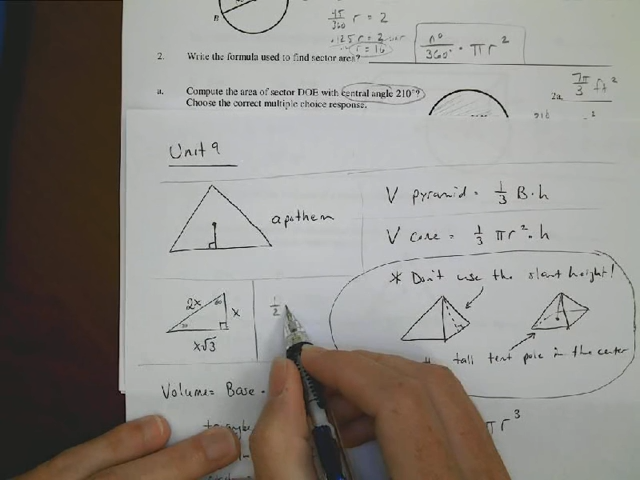 B
45/360 r = 2
.125 r = 2
r = 16
2. Write the formula used to find sector area?
n°/360° · πr²
a. Compute the area of sector DOE with central angle 210°?
Choose the correct multiple choice response.
2a. 7π/3 ft²
Unit 9
apothem
V pyramid = 1/3 B·h
V cone = 1/3 πr²·h
2x
x
x√3
1/2
* Don't use the slant height!
tall tent pole in the center
Volume = Base ·
πr³